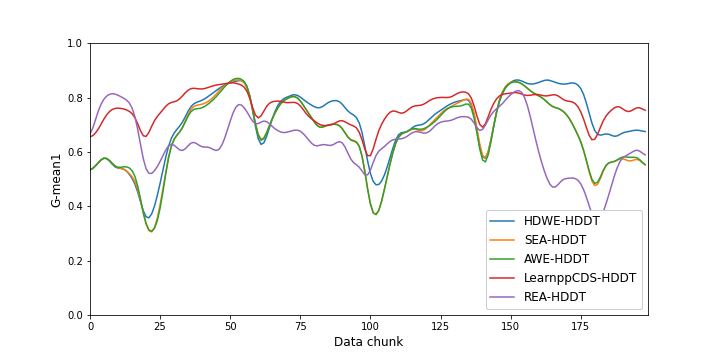 1.0
0.8
0.6
0.4
0.2
0.0
G-mean1
0
25
50
75
100
125
150
175
Data chunk
HDWE-HDDT
SEA-HDDT
AWE-HDDT
LearnppCDS-HDDT
REA-HDDT